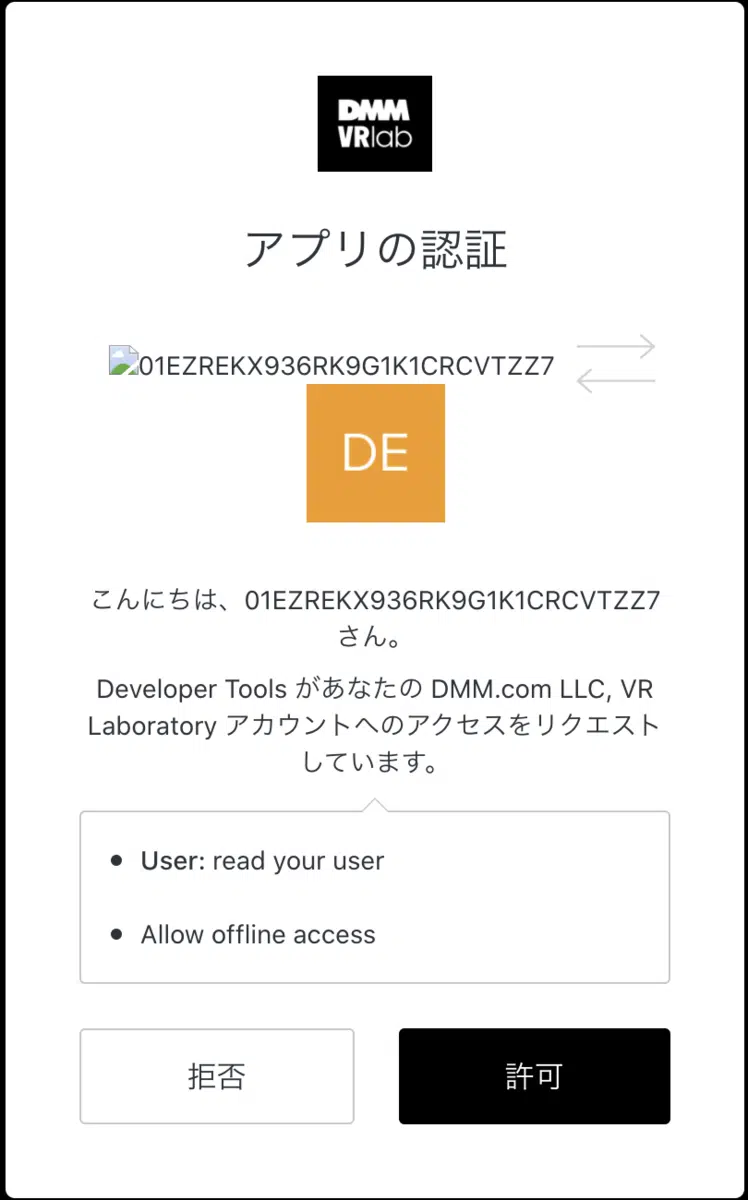 DMM
VRlab
アプリの認証
01EZREKX936RK9G1K1CRCVTZZ7
DE
こんにちは、01EZREKX936RK9G1K1CRCVTZZ7
さん。
Developer Tools があなたの DMM.com LLC, VR
Laboratory アカウントへのアクセスをリクエスト
しています。
User: read your user
Allow offline access
拒否
許可